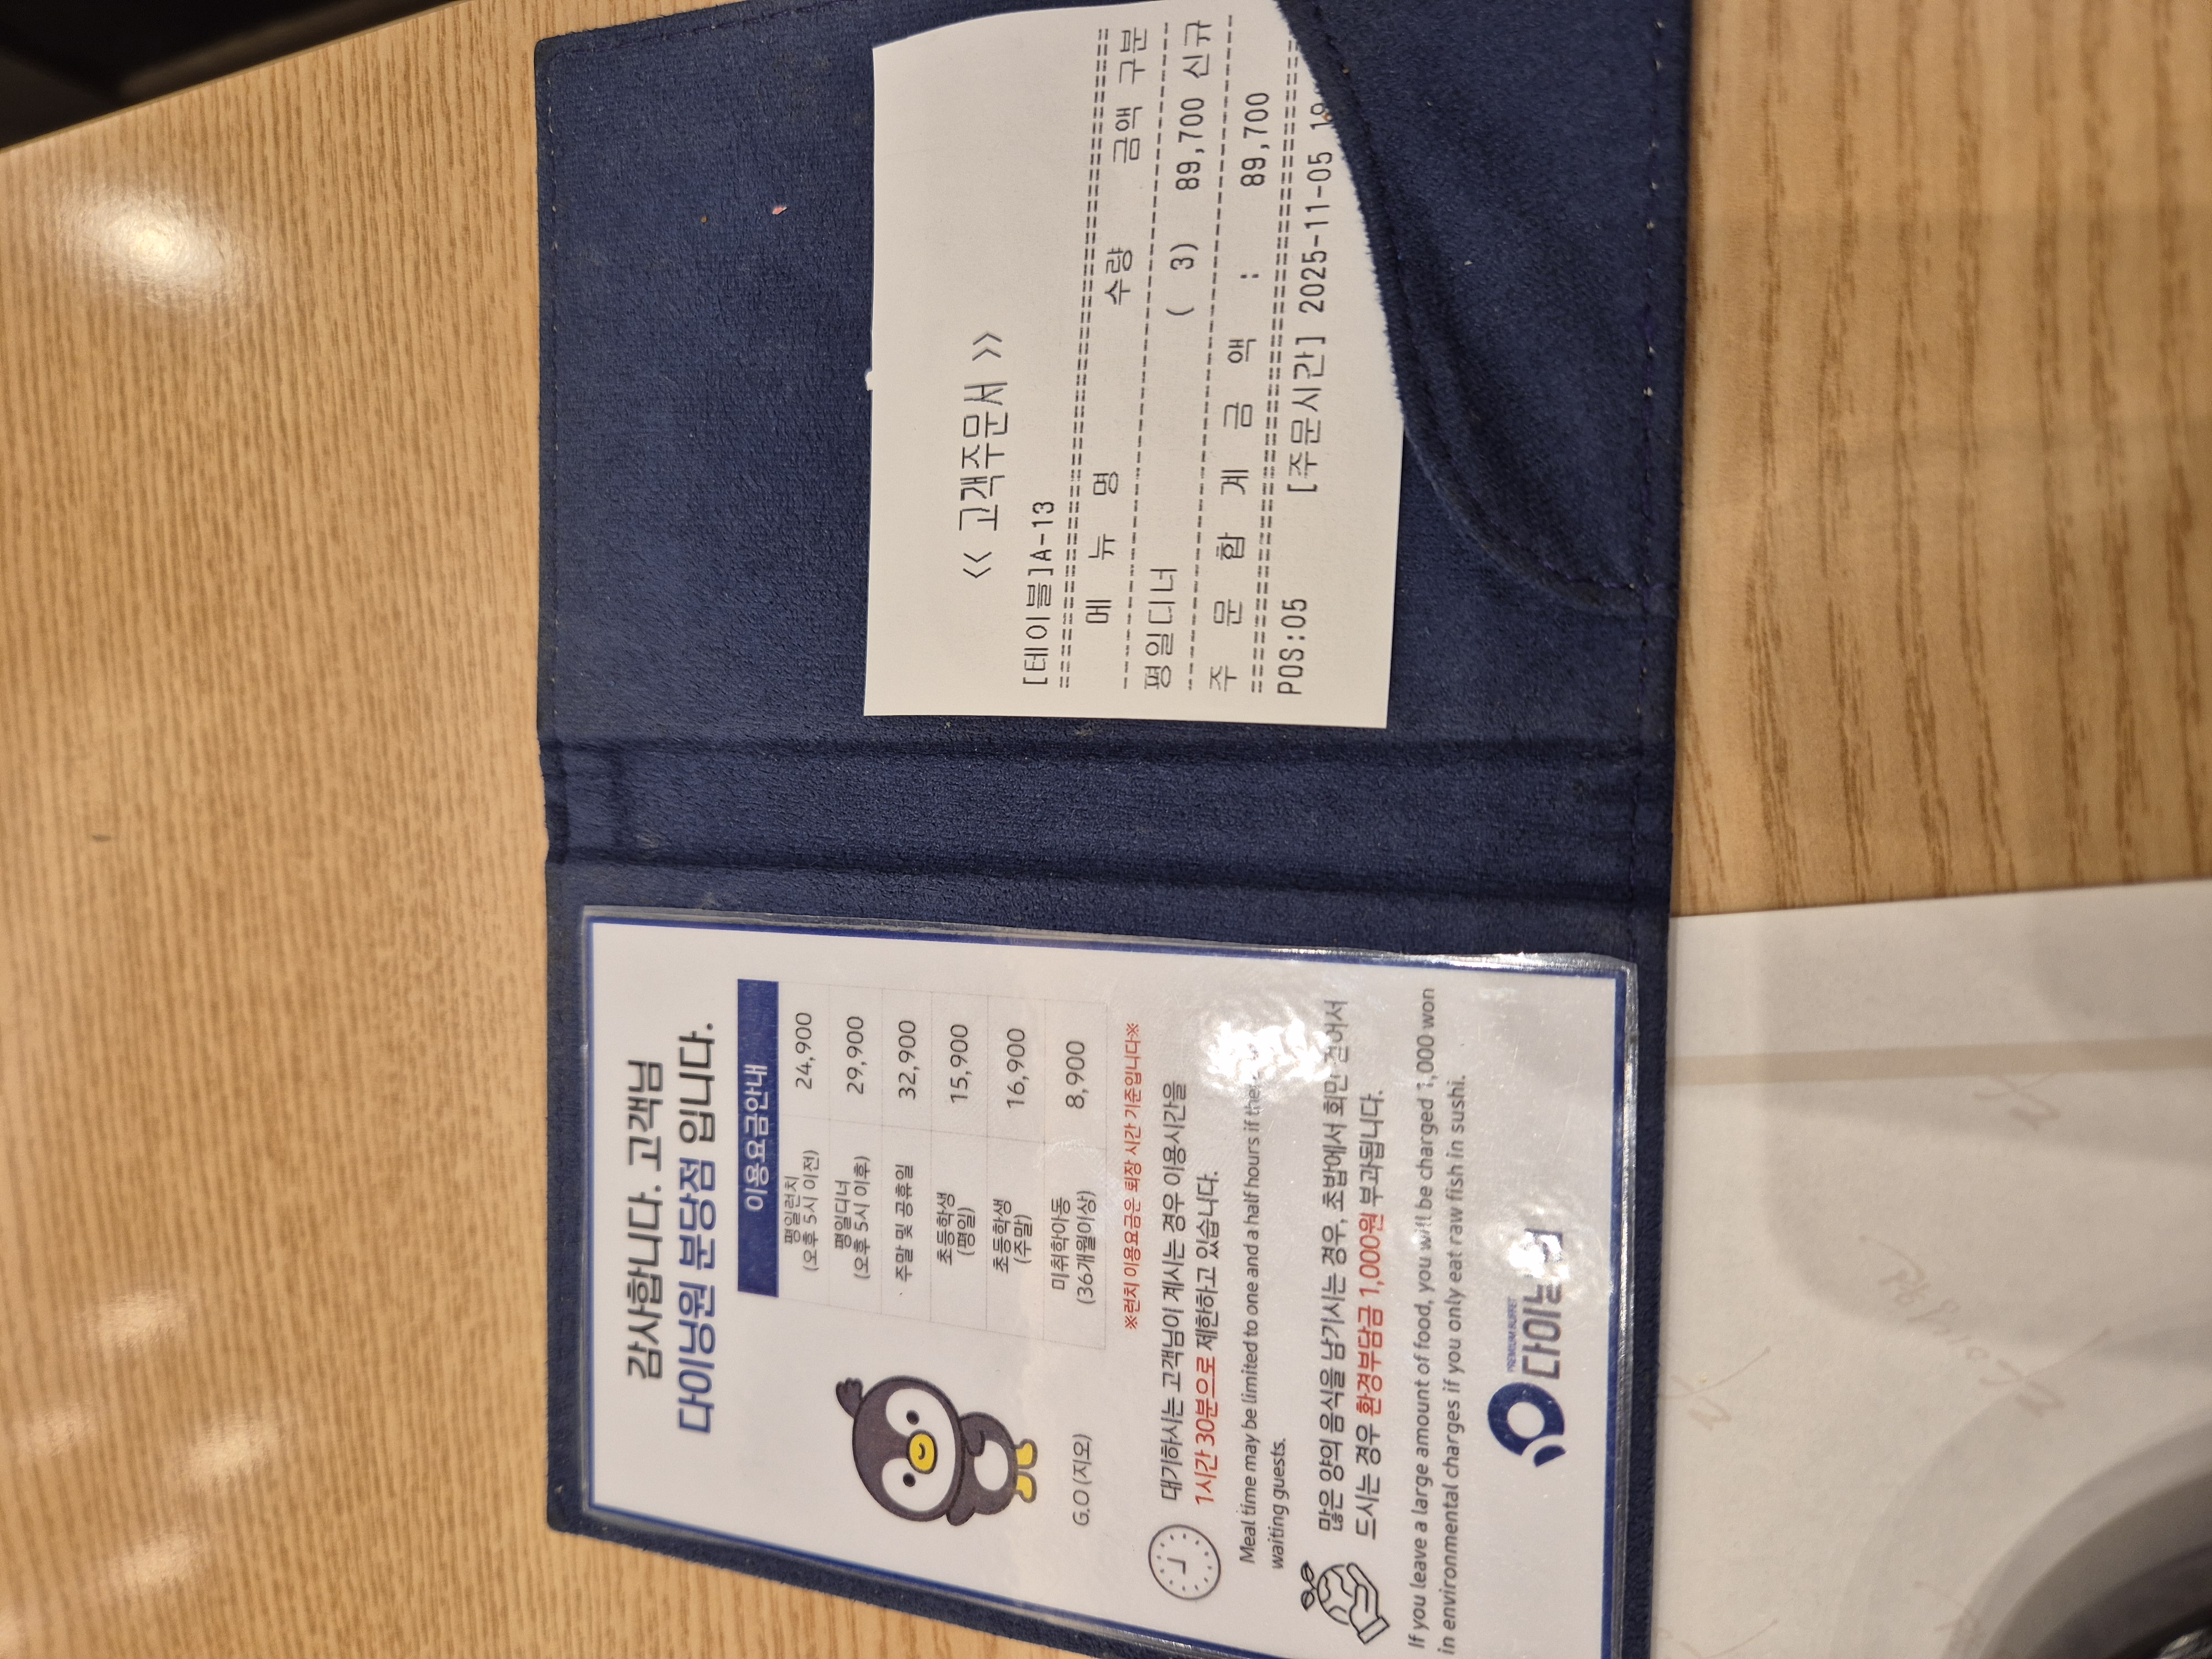 감사합니다. 고객님
다이닝원 분당점 입니다.
이용요금안내
평일런치
(오후 5시 이전) 24,900
평일디너
(오후 5시 이후) 29,900
주말 및 공휴일 32,900
초등학생
(평일) 15,900
초등학생
(주말) 16,900
미취학아동
(36개월이상) 8,900
G.O (지오)
※런치 이용요금은 퇴장 시간 기준입니다※
대기하시는 고객님이 계시는 경우 이용시간을
1시간 30분으로 제한하고 있습니다.
Meal time may be limited to one and a half hours if
waiting guests.
많은 양의 음식을 남기시는 경우, 초밥에서 회만
드시는 경우 환경부담금 1,000원 부과됩니다.
If you leave a large amount of food, you will be charged 1,000 won
in environmental charges if you only eat raw fish in sushi.
PREMIUM BUFFET
<< 고객주문서 >>
[테이블]A-13
메 뉴 명 수량 금액 구분
평일디너
( 3) 89,700 신규
주 문 합 계 금 액 : 89,700
POS:05 [주문시간] 2025-11-05